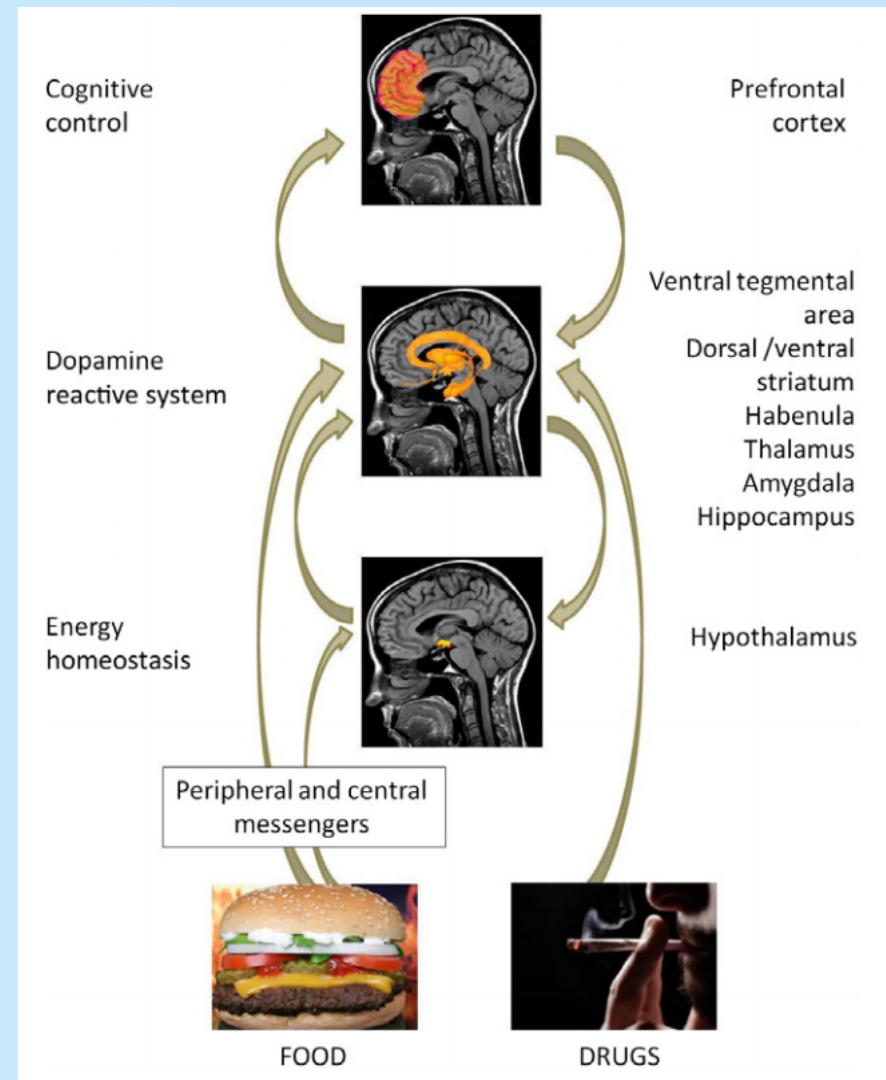 Cognitive
control
Prefrontal
cortex
Ventral tegmental
area
Dorsal /ventral
striatum
Habenula
Thalamus
Amygdala
Hippocampus
Dopamine
reactive system
Energy
homeostasis
Hypothalamus
Peripheral and central
messengers
FOOD
DRUGS